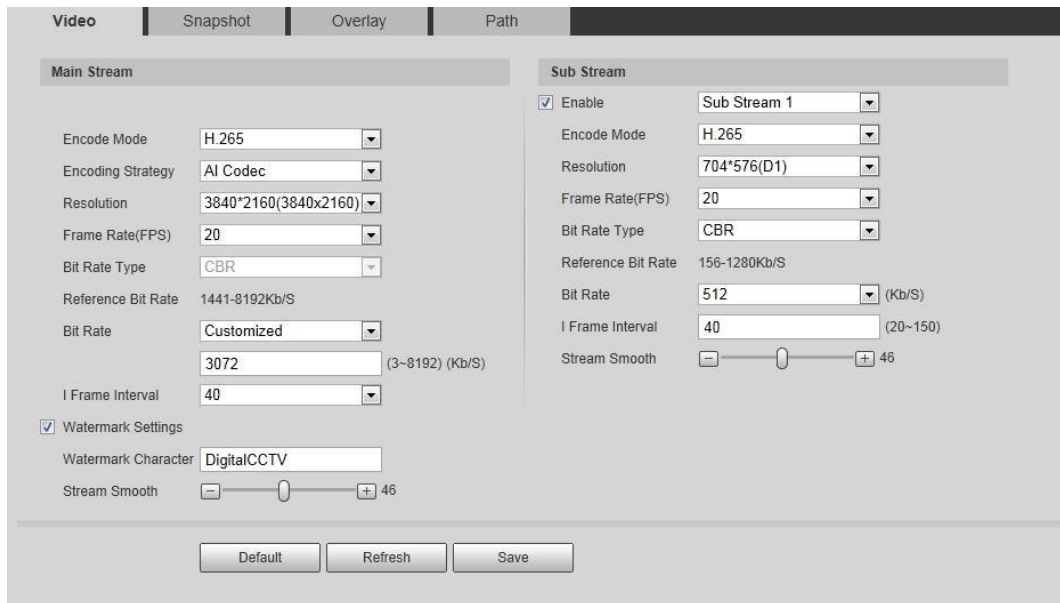 Video Snapshot Overlay Path
Main Stream
Encode Mode H.265
Encoding Strategy AI Codec
Resolution 3840*2160(3840x2160)
Frame Rate(FPS) 20
Bit Rate Type CBR
Reference Bit Rate 1441-8192Kb/S
Bit Rate Customized
3072 (3~8192) (Kb/S)
I Frame Interval 40
Watermark Settings
Watermark Character DigitalCCTV
Stream Smooth 46
Sub Stream
Enable Sub Stream 1
Encode Mode H.265
Resolution 704*576(D1)
Frame Rate(FPS) 20
Bit Rate Type CBR
Reference Bit Rate 156-1280Kb/S
Bit Rate 512 (Kb/S)
I Frame Interval 40 (20~150)
Stream Smooth 46
Default Refresh Save